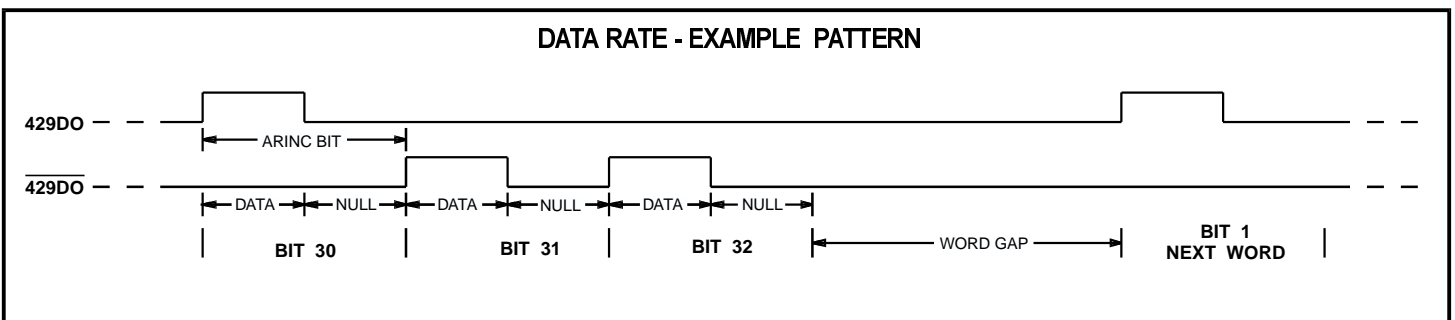 DATA RATE - EXAMPLE PATTERN
429DO
ARINC BIT
429DO
DATA NULL DATA NULL DATA NULL
BIT 30 BIT 31 BIT 32 WORD GAP BIT 1
NEXT WORD